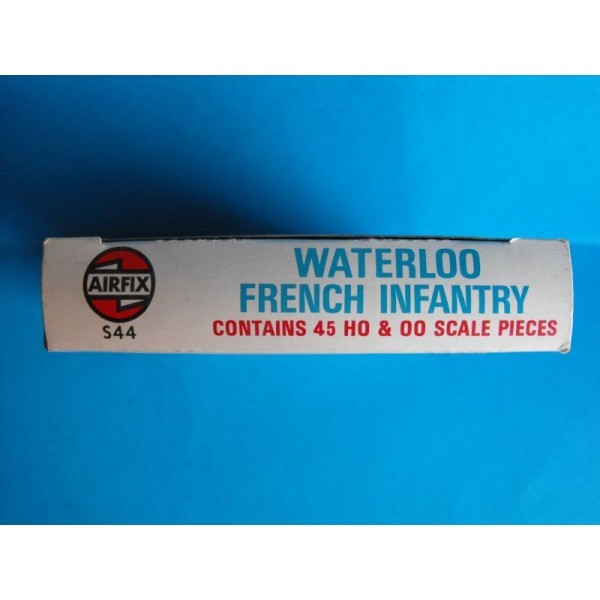 AIRFIX
S44
WATERLOO
FRENCH INFANTRY
CONTAINS 45 HO & OO SCALE PIECES